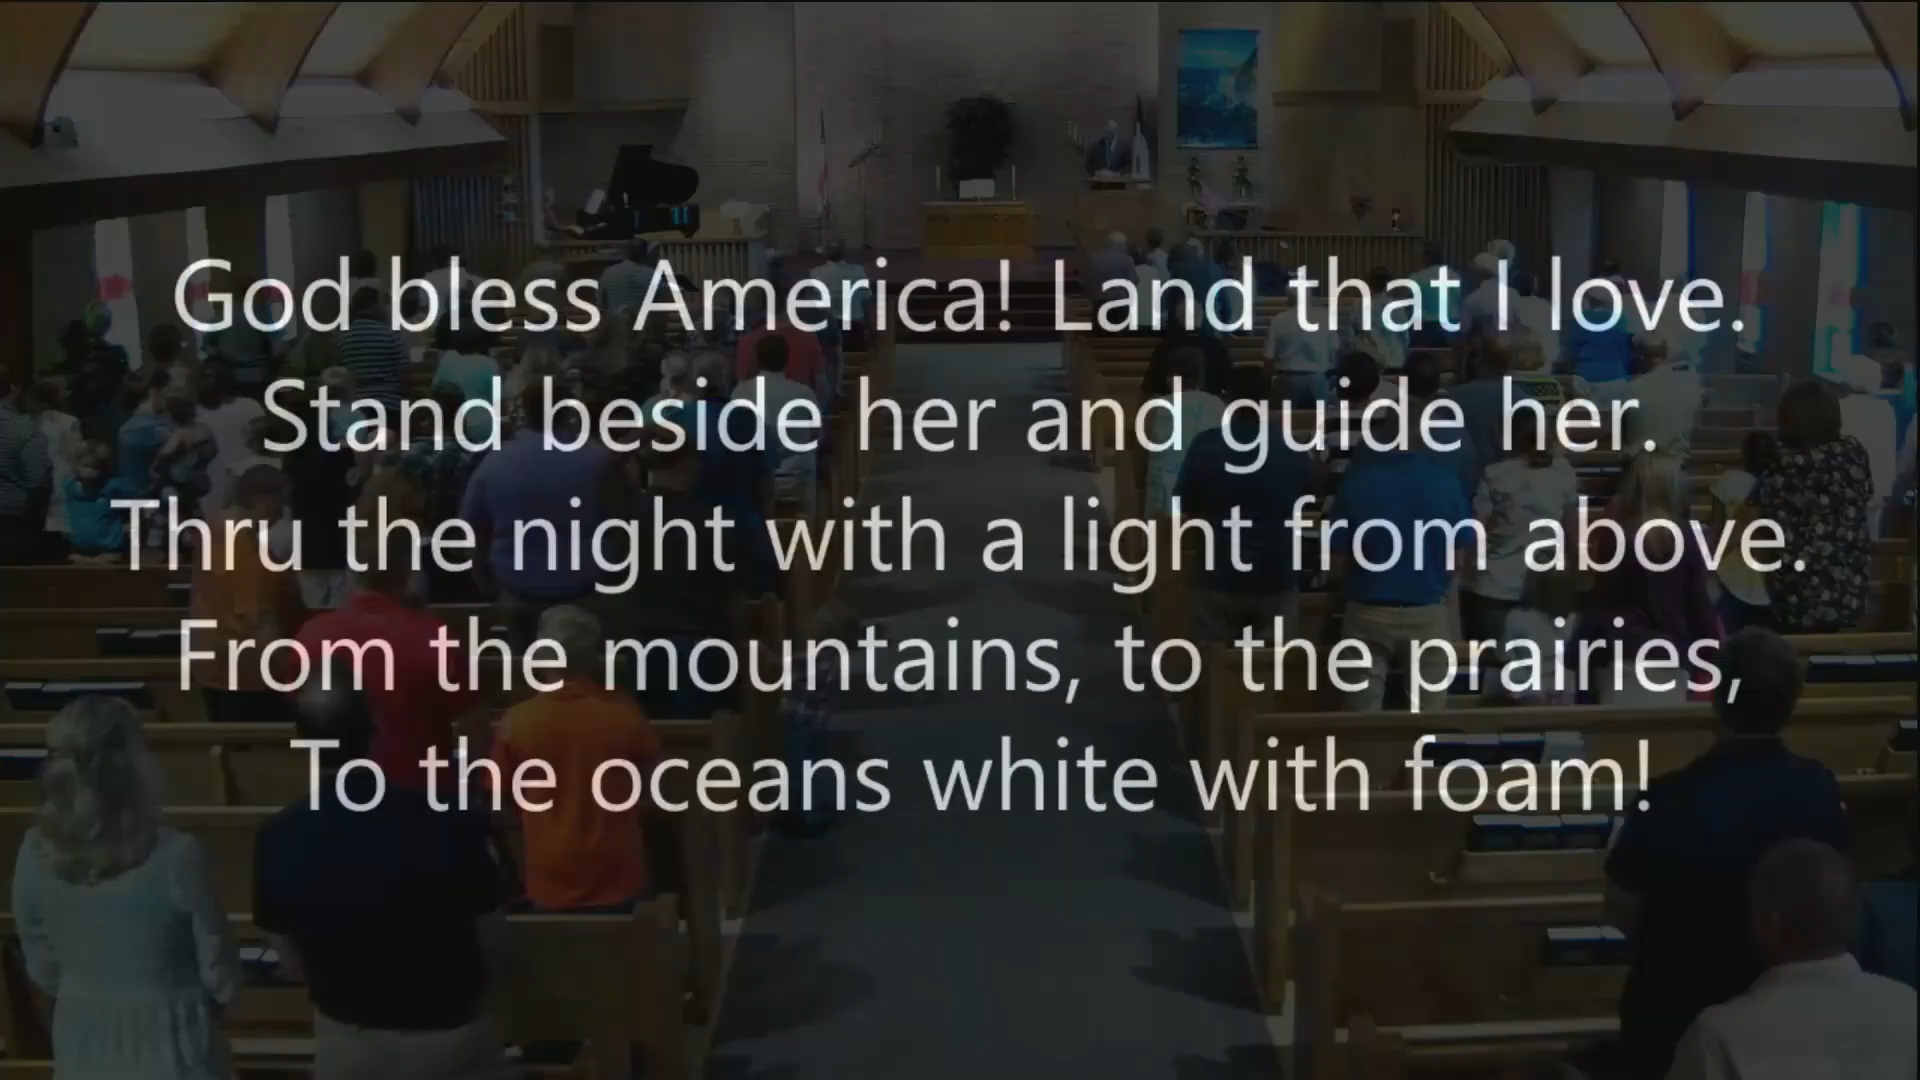 God bless America! Land that I love.
Stand beside her and guide her.
Thru the night with a light from above.
From the mountains, to the prairies,
To the oceans white with foam!